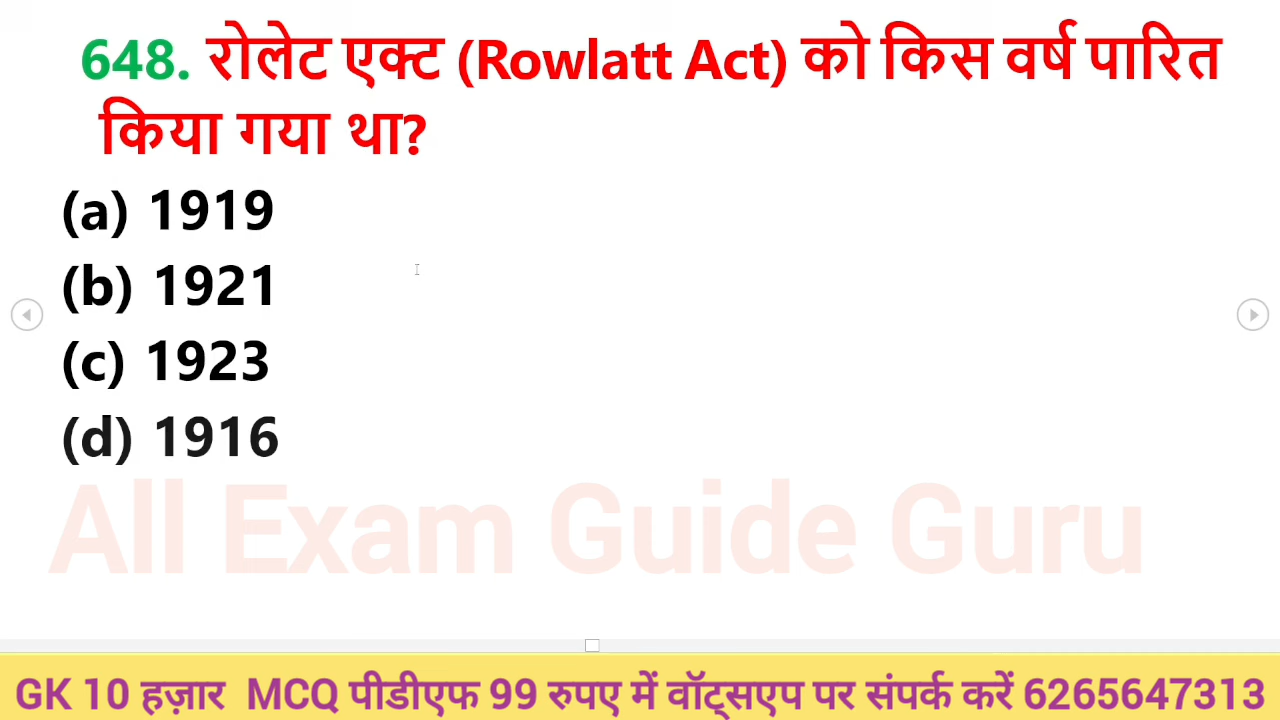 648. रोलेट एक्ट (Rowlatt Act) को किस वर्ष पारित
किया गया था?
(a) 1919
(b) 1921
(c) 1923
(d) 1916
All Exam Guide Guru
GK 10 हज़ार MCQ पीडीएफ 99 रुपए में वॉट्सएप पर संपर्क करें 6265647313